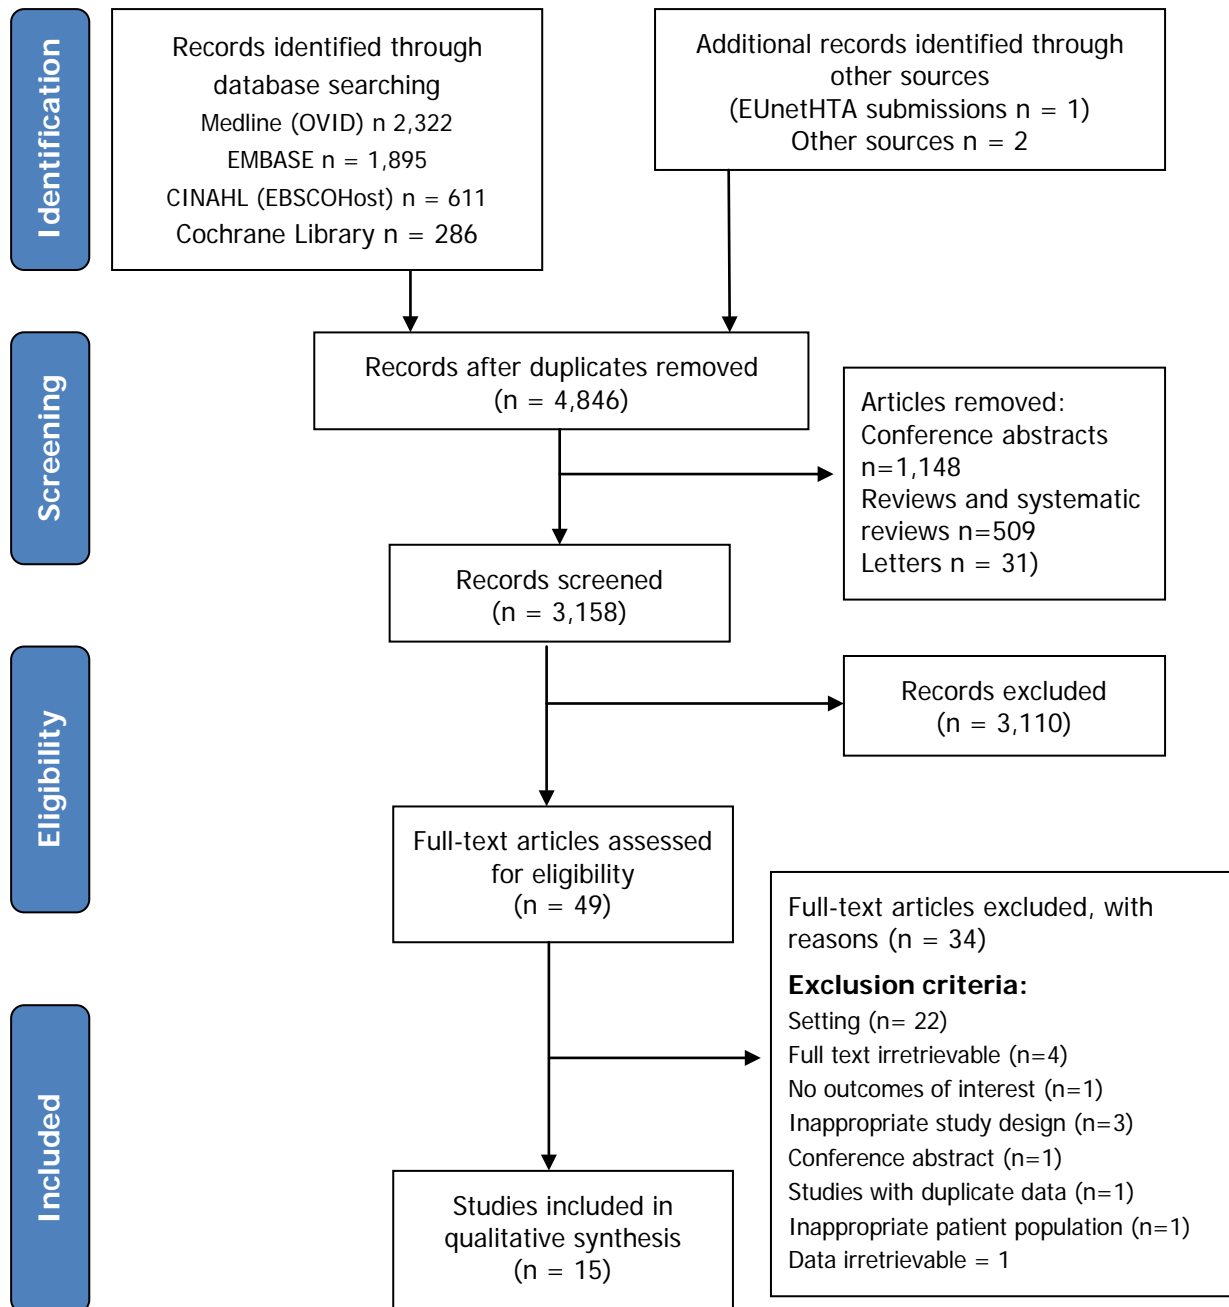 Identification
Records identified through
database searching
Medline (OVID) n 2,322
EMBASE n = 1,895
CINAHL (EBSCOHost) n = 611
Cochrane Library n = 286
Additional records identified through
other sources
(EUnetHTA submissions n = 1)
Other sources n = 2
Screening
Records after duplicates removed
(n = 4,846)
Articles removed:
Conference abstracts
n=1,148
Reviews and systematic
reviews n=509
Letters n = 31)
Records screened
(n = 3,158)
Eligibility
Records excluded
(n = 3,110)
Full-text articles assessed
for eligibility
(n = 49)
Full-text articles excluded, with
reasons (n = 34)
Exclusion criteria:
Setting (n= 22)
Full text irretrievable (n=4)
No outcomes of interest (n=1)
Inappropriate study design (n=3)
Conference abstract (n=1)
Studies with duplicate data (n=1)
Inappropriate patient population (n=1)
Data irretrievable = 1
Included
Studies included in
qualitative synthesis
(n = 15)